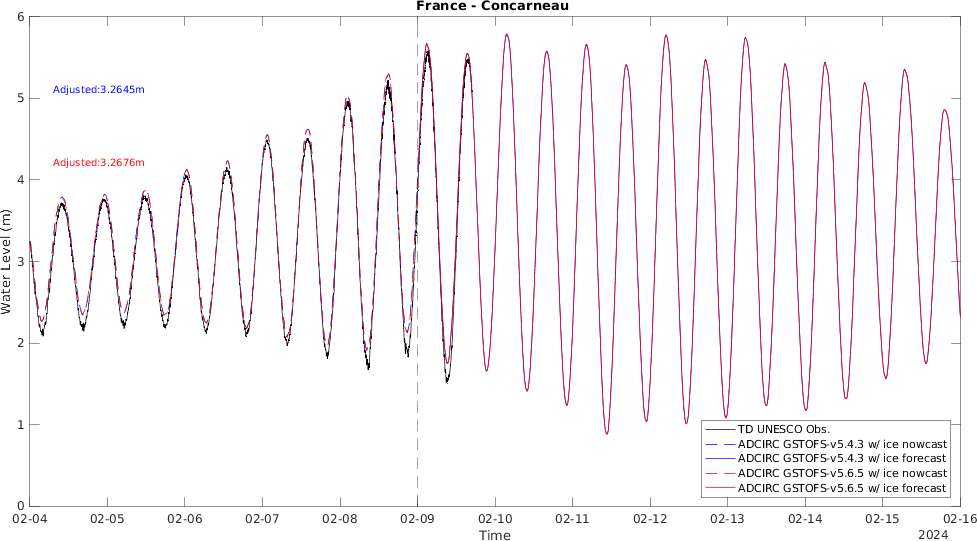 France - Concarneau
6
5
4
3
2
1
0
Water Level (m)
Adjusted:3.2645m
Adjusted:3.2676m
TD UNESCO Obs.
ADCIRC GSTOFS-v5.4.3 w/ ice nowcast
ADCIRC GSTOFS-v5.4.3 w/ ice forecast
ADCIRC GSTOFS-v5.6.5 w/ ice nowcast
ADCIRC GSTOFS-v5.6.5 w/ ice forecast
02-04 02-05 02-06 02-07 02-08 02-09 02-10 02-11 02-12 02-13 02-14 02-15 02-16
Time
2024